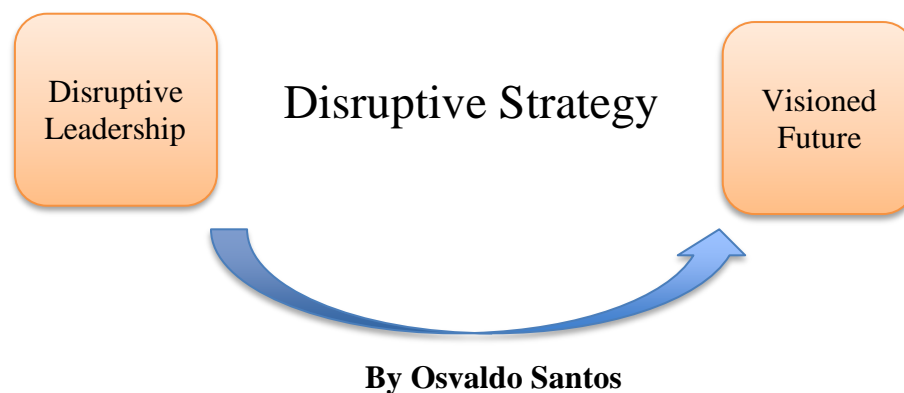 Disruptive
Leadership
Disruptive Strategy
Visioned
Future
By Osvaldo Santos